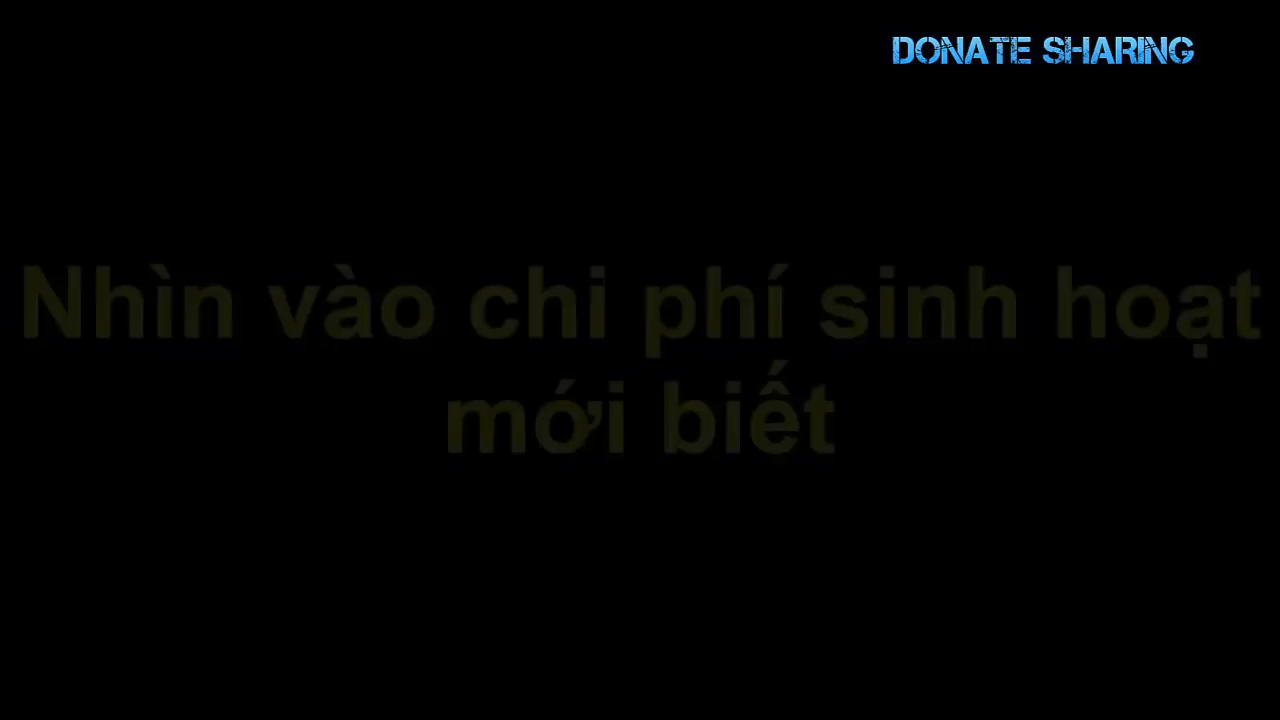 DONATE SHARING
Nhìn vào chi phí sinh hoạt
mới biết